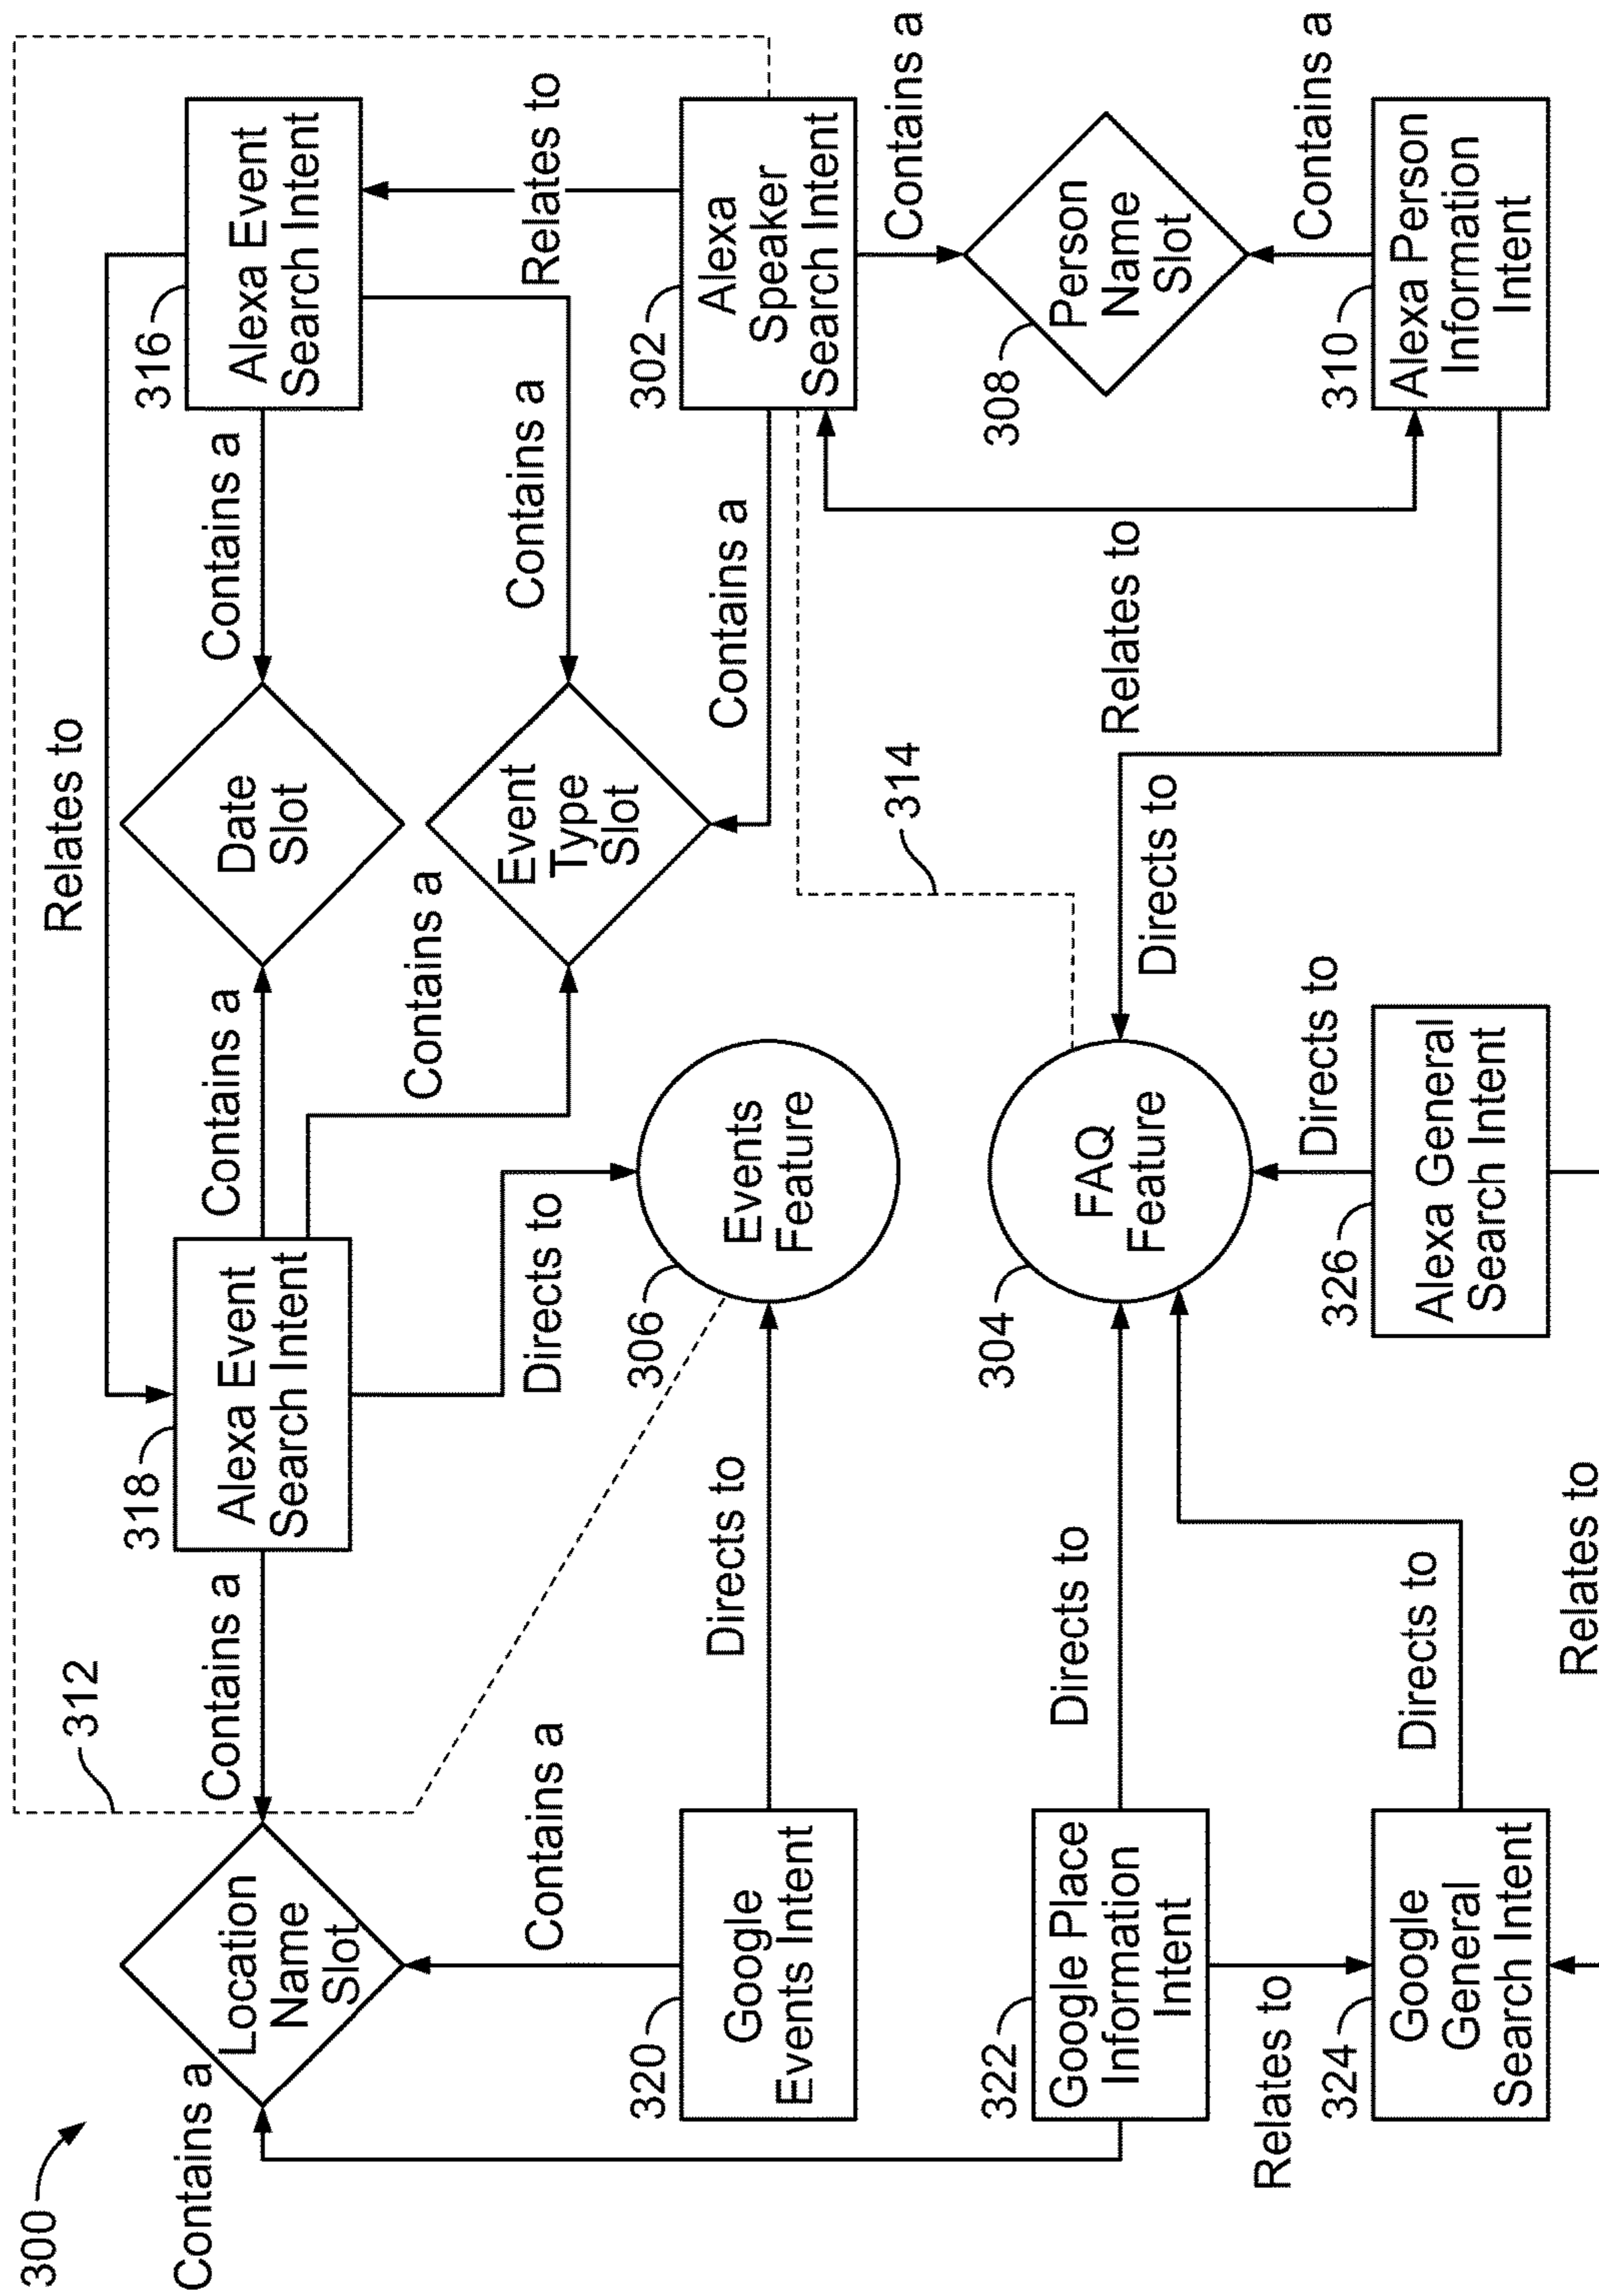 300
Contains a
Location
Name
Slot
312
Contains a
318
Alexa Event
Search Intent
Contains a
Date
Slot
Relates to
Contains a
316
Alexa Event
Search Intent
Contains a
Contains a
Event
Type
Slot
Contains a
Relates to
Directs to
320
Google
Events Intent
Directs to
306
Events
Feature
Contains a
302
Alexa
Speaker
Search Intent
Contains a
314
308
Person
Name
Slot
322
Google Place
Information
Intent
Directs to
304
FAQ
Feature
Directs to
Relates to
Contains a
Relates to
324
Google
General
Search Intent
Directs to
326
Alexa General
Search Intent
Directs to
310
Alexa Person
Information
Intent
Contains a
Relates to